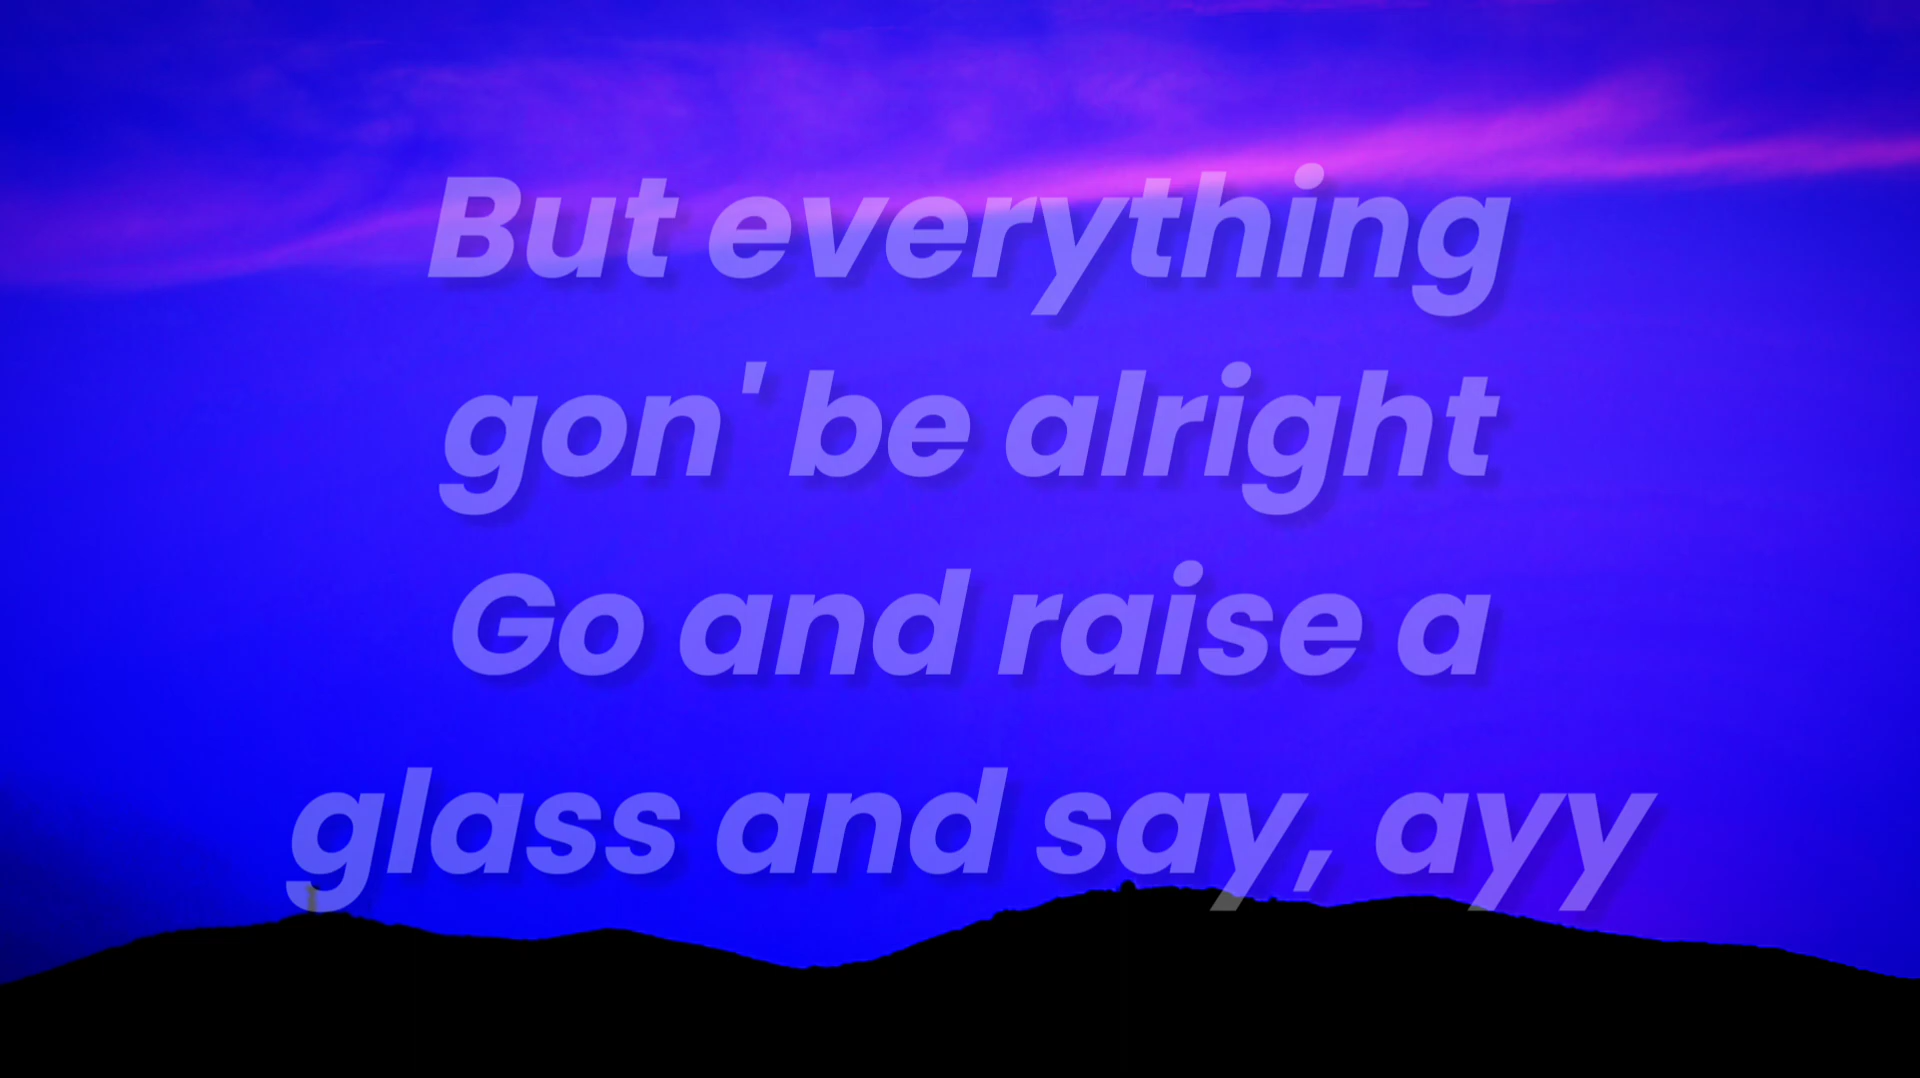 But everything
gon' be alright
Go and raise a
glass and say, ayy